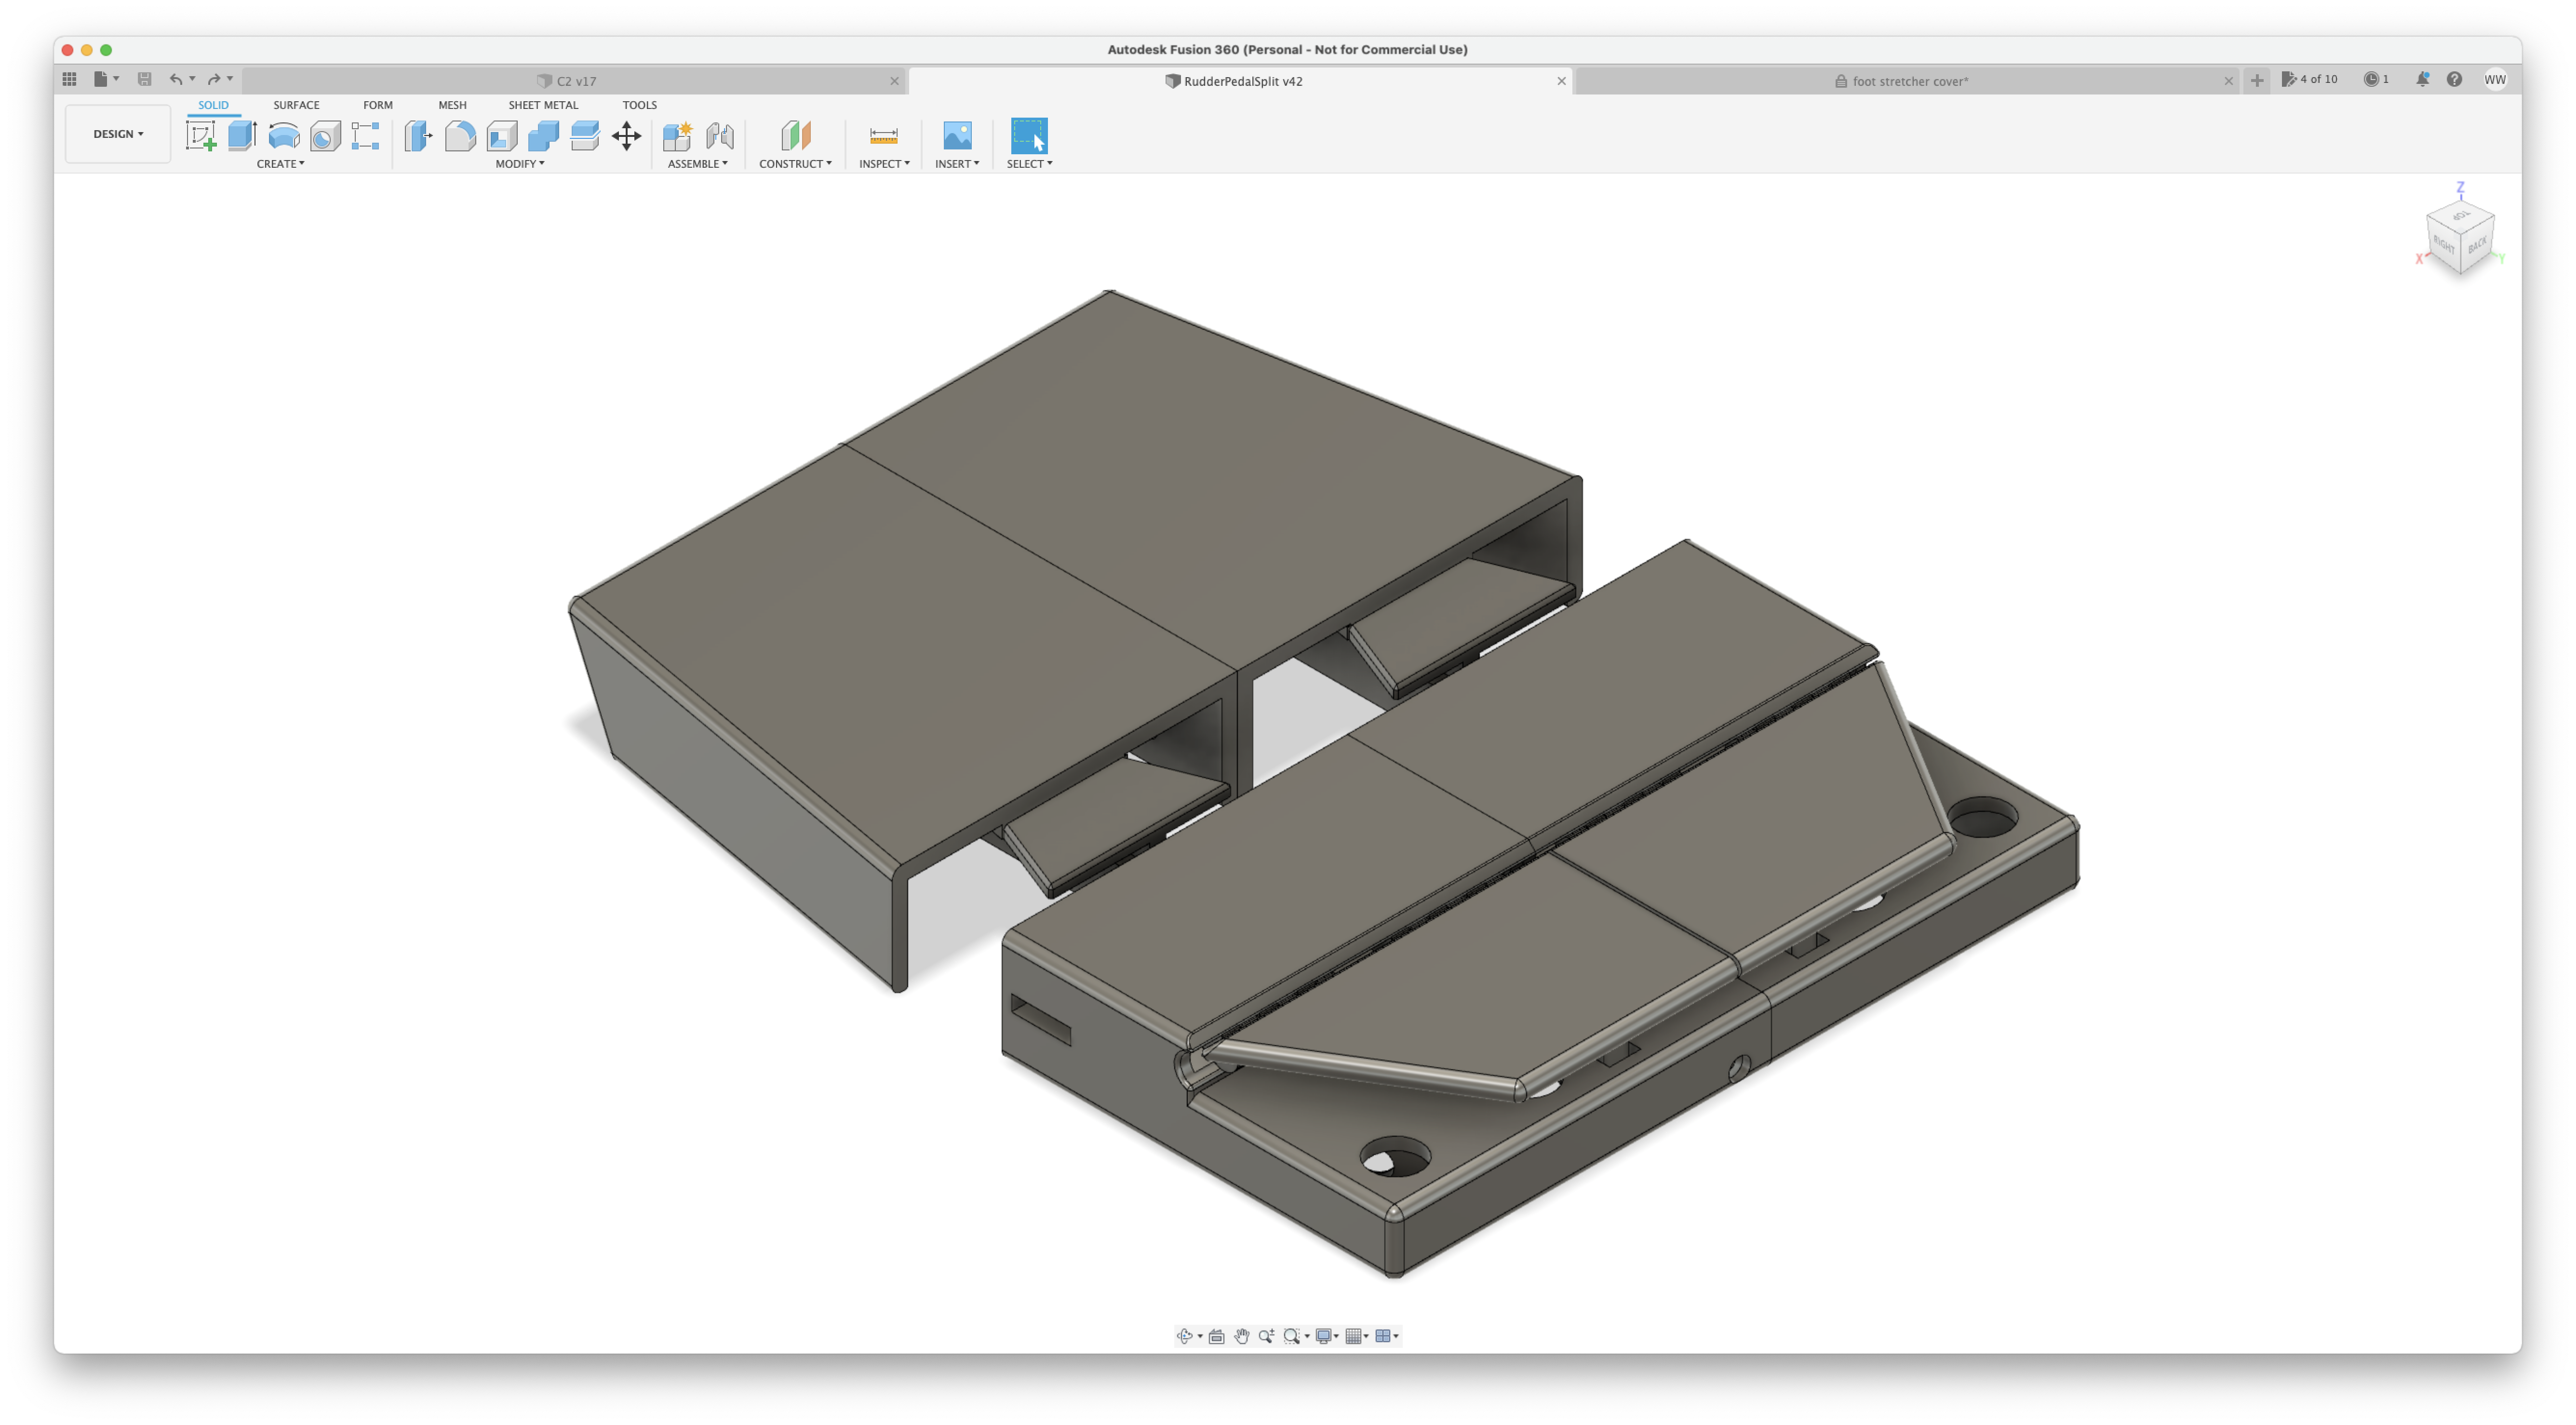 Autodesk Fusion 360 (Personal - Not for Commercial Use)
C2 v17
RudderPedalSplit v42
foot stretcher cover*
4 of 10
1
WW
DESIGN
SOLID
SURFACE
FORM
MESH
SHEET METAL
TOOLS
CREATE
MODIFY
ASSEMBLE
CONSTRUCT
INSPECT
INSERT
SELECT
Z
TOP
RIGHT
BACK
X
Y